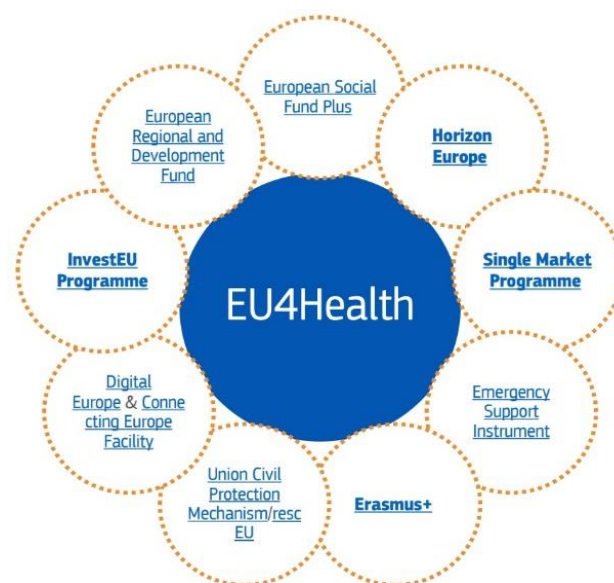 European Social
Fund Plus
Horizon
Europe
Single Market
Programme
Emergency
Support
Instrument
Erasmus+
Union Civil
Protection
Mechanism/resc
EU
Digital
Europe & Conne
cting Europe
Facility
InvestEU
Programme
European
Regional and
Development
Fund
EU4Health